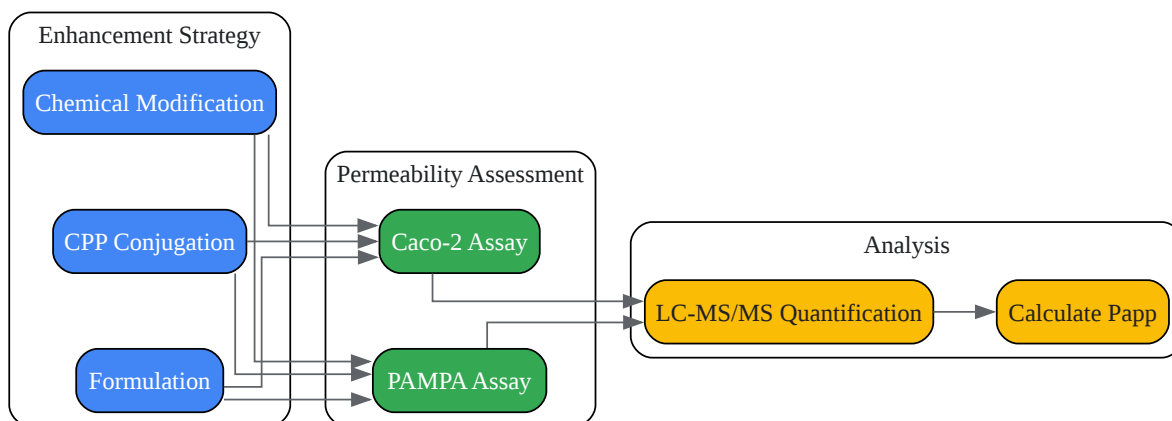 Enhancement Strategy
Chemical Modification
CPP Conjugation
Formulation
Permeability Assessment
Caco-2 Assay
PAMPA Assay
Analysis
LC-MS/MS Quantification
Calculate Papp